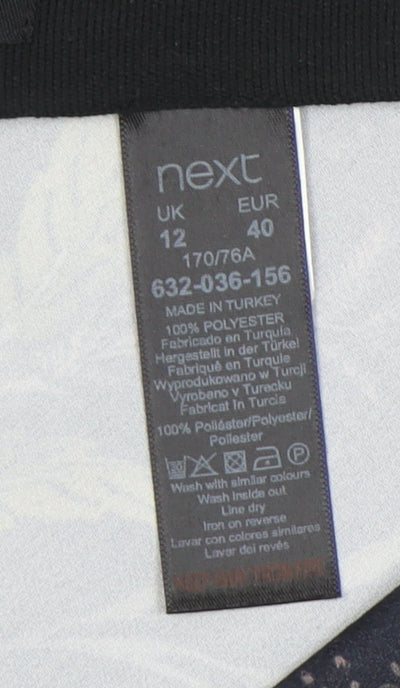 next
UK EUR
12 40
170/76A
632-036-156
MADE IN TURKEY
100% POLYESTER
Fabricado en Turquía
Hergestellt in der Türkei
Fabriqué en Turquie
Wyprodukowano w Turcji
Vyrobeno v Turecku
Fabricat în Turcia
100% Poliéster/Polyester/
Poliester
30 P
Wash with similar colours
Wash inside out
Line dry
Iron on reverse
Lavar con colores similares
Lavar del revés